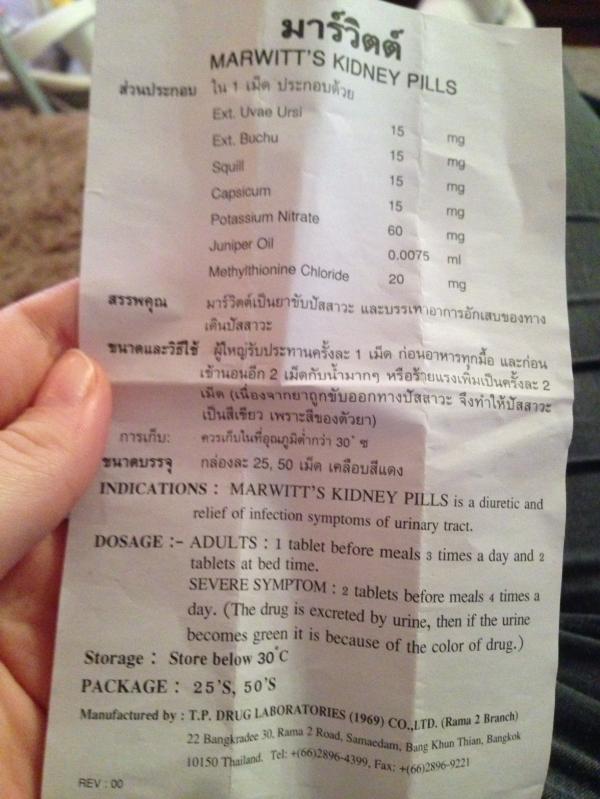 มาร์วิตต์
MARWITT'S KIDNEY PILLS
ส่วนประกอบ ใน 1 เม็ด ประกอบด้วย
Ext. Uvae Ursi 15 mg
Ext. Buchu 15 mg
Squill 15 mg
Capsicum 15 mg
Potassium Nitrate 60 mg
Juniper Oil 0.0075 ml
Methylthionine Chloride 20 mg
สรรพคุณ มาร์วิตต์เป็นยาขับปัสสาวะ และบรรเทาอาการอักเสบของทาง
เดินปัสสาวะ
ขนาดและวิธีใช้ ผู้ใหญ่รับประทานครั้งละ 1 เม็ด ก่อนอาหารทุกมื้อ และก่อน
เข้านอนอีก 2 เม็ดกับน้ำมากๆ หรือร้ายแรงเพิ่มเป็นครั้งละ 2
เม็ด (เนื่องจากยาถูกขับออกทางปัสสาวะ จึงทำให้ปัสสาวะ
เป็นสีเขียว เพราะสีของตัวยา)
การเก็บ: ควรเก็บในที่อุณภูมิต่ำกว่า 30° ซ
ขนาดบรรจุ กล่องละ 25, 50 เม็ด เคลือบสีแดง
INDICATIONS : MARWITT'S KIDNEY PILLS is a diuretic and
relief of infection symptoms of urinary tract.
DOSAGE :- ADULTS : 1 tablet before meals 3 times a day and 2
tablets at bed time.
SEVERE SYMPTOM : 2 tablets before meals 4 times a
day. (The drug is excreted by urine, then if the urine
becomes green it is because of the color of drug.)
Storage : Store below 30°C
PACKAGE : 25'S, 50'S
Manufactured by : T.P. DRUG LABORATORIES (1969) CO.,LTD. (Rama 2 Branch)
22 Bangkradee 30, Rama 2 Road, Samaedam, Bang Khun Thian, Bangkok
10150 Thailand. Tel: +(66)2896-4399, Fax: +(66)2896-9221
REV : 00